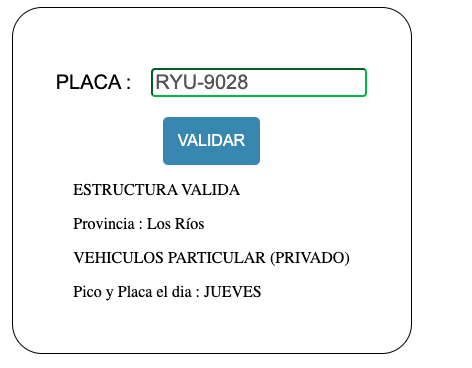 PLACA : RYU-9028
VALIDAR
ESTRUCTURA VALIDA
Provincia : Los Ríos
VEHICULOS PARTICULAR (PRIVADO)
Pico y Placa el dia : JUEVES